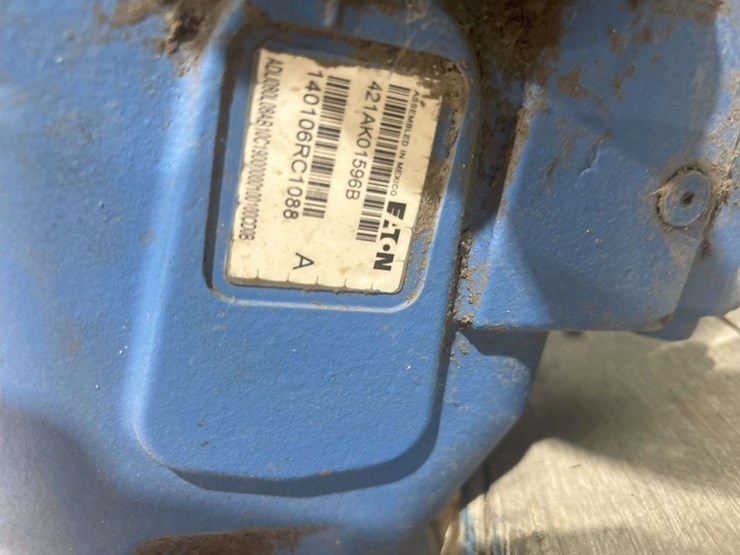 ASSEMBLED IN MEXICO
EATON
421AK01596B
140106RC1088
A